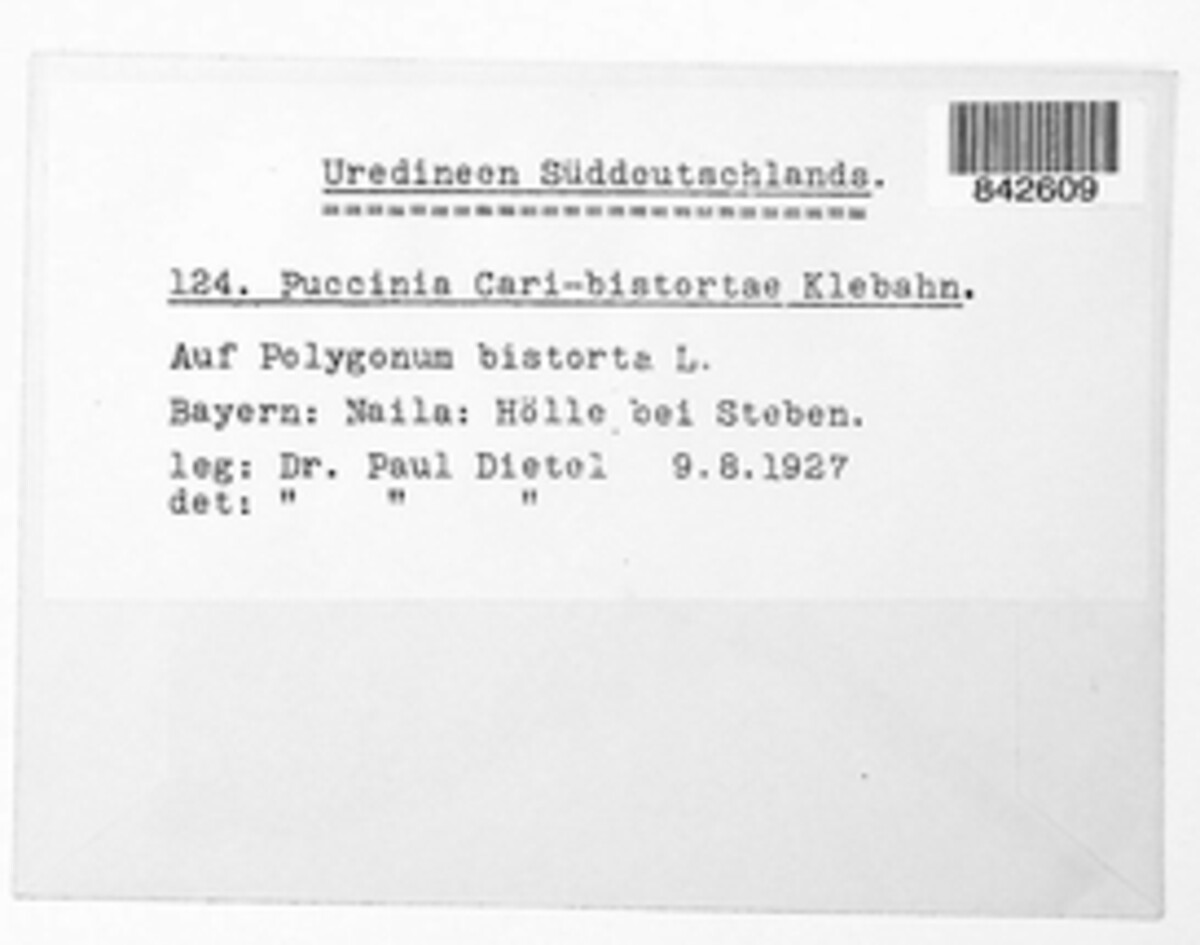 Uredineen Süddeutschlands.
========================
842609
124. Puccinia Cari-bistortae Klebahn.
Auf Polygonum bistorta L.
Bayern: Naila: Hölle bei Steben.
leg: Dr. Paul Dietel 9.8.1927
det: " " "